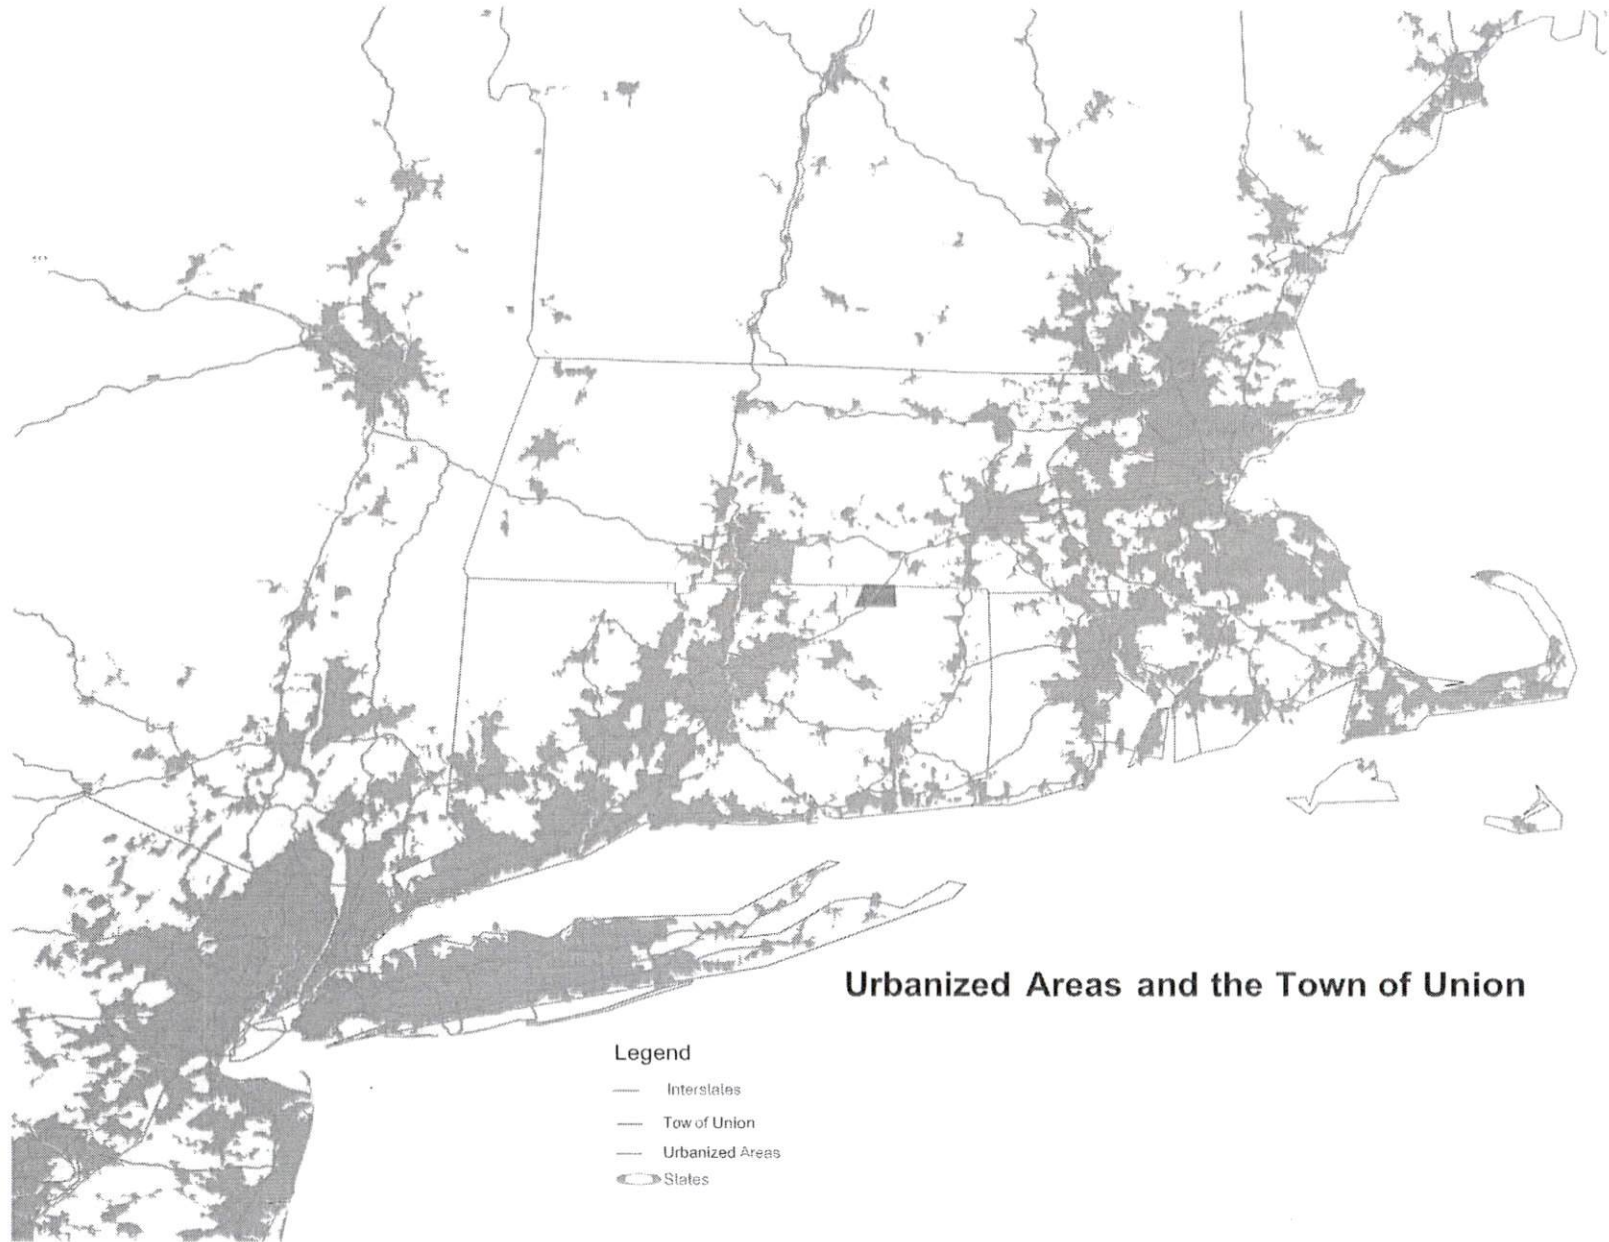 Urbanized Areas and the Town of Union
Legend
Interstates
Tow of Union
Urbanized Areas
States